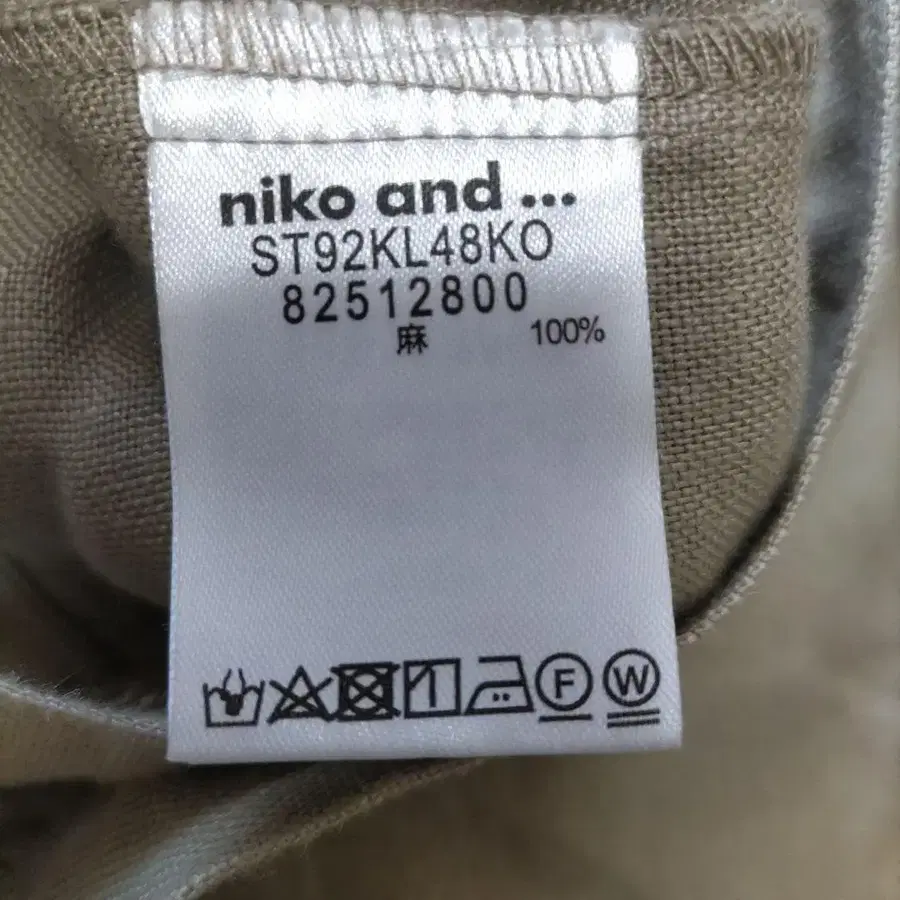 niko and ...
ST92KL48KO
82512800
麻 100%
F W